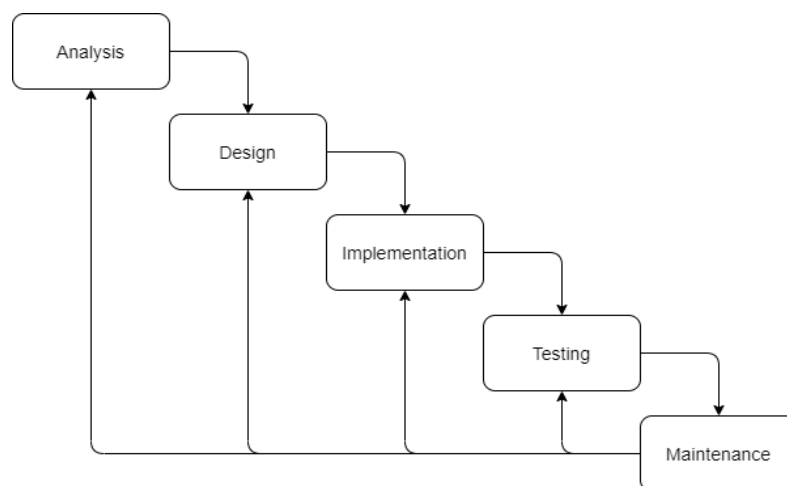 Analysis
Design
Implementation
Testing
Maintenance